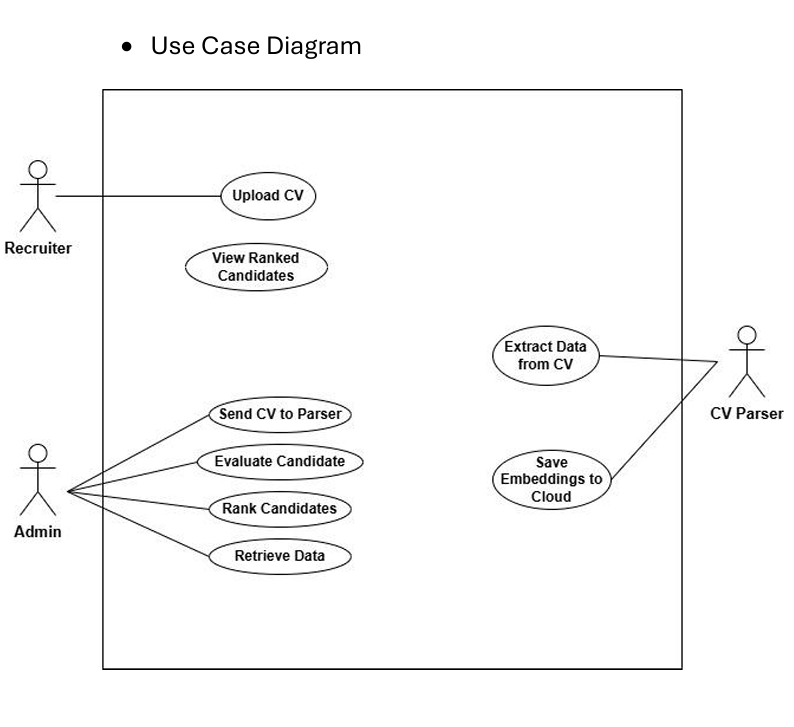 • Use Case Diagram
Upload CV
Recruiter
View Ranked
Candidates
Extract Data
from CV
CV Parser
Send CV to Parser
Evaluate Candidate
Save
Embeddings to
Cloud
Rank Candidates
Admin
Retrieve Data